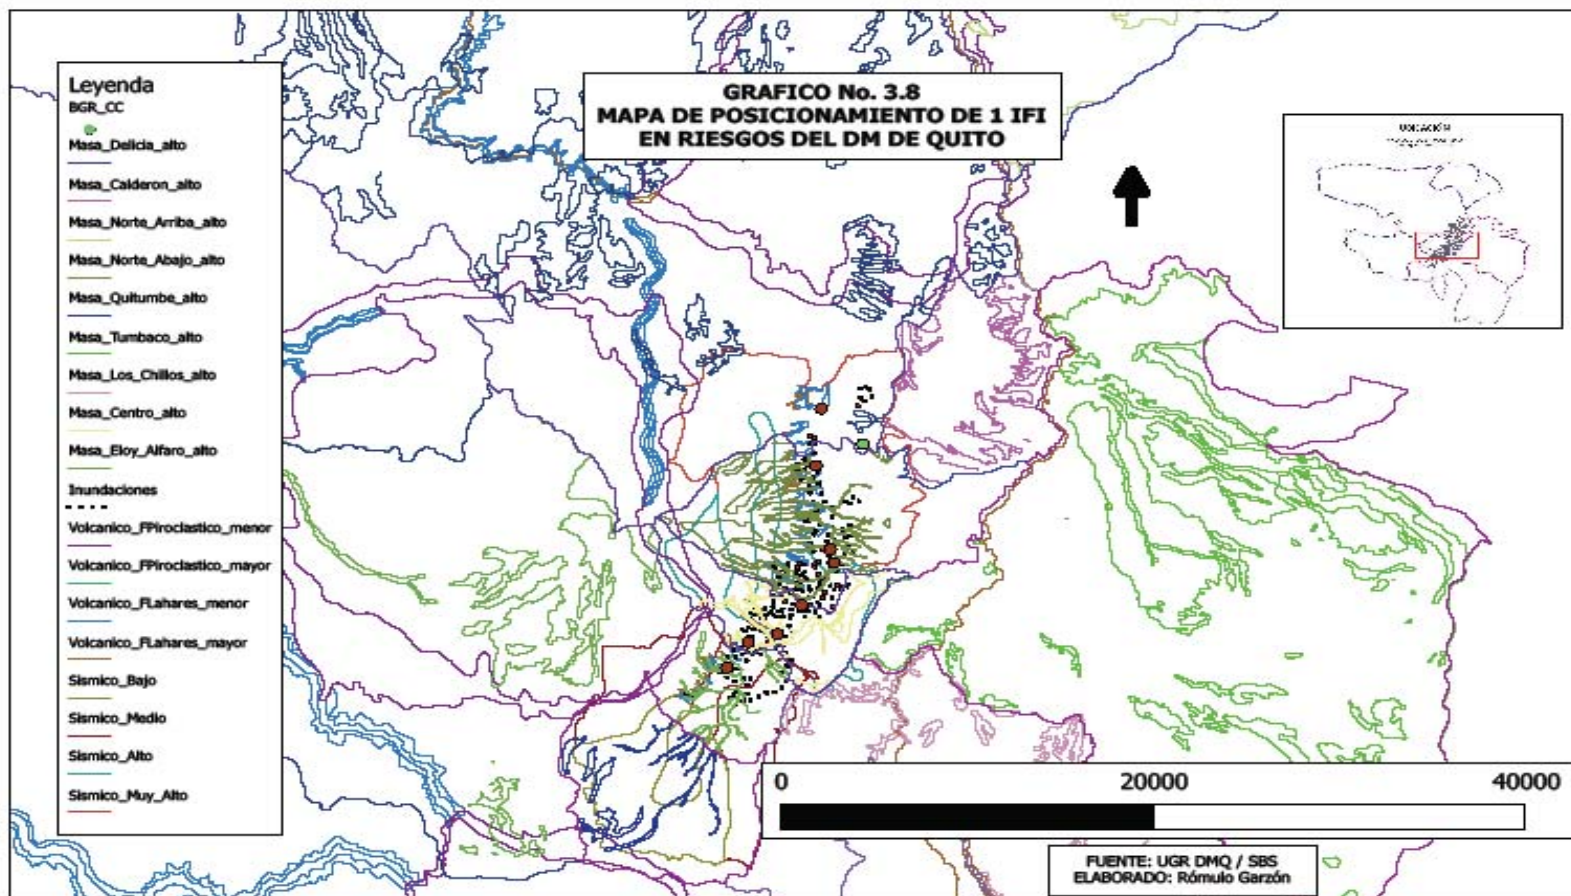 Leyenda
BGR_CC
Masa_Delicia_alto
Masa_Calderon_alto
Masa_Norte_Arriba_alto
Masa_Norte_Abajo_alto
Masa_Quitumbe_alto
Masa_Tumbaco_alto
Masa_Los_Chillos_alto
Masa_Centro_alto
Masa_Eloy_Alfaro_alto
Inundaciones
Volcanico_FPiroclastico_menor
Volcanico_FPiroclastico_mayor
Volcanico_FLahares_menor
Volcanico_FLahares_mayor
Sismico_Bajo
Sismico_Medio
Sismico_Alto
Sismico_Muy_Alto
GRAFICO No. 3.8
MAPA DE POSICIONAMIENTO DE 1 IFI
EN RIESGOS DEL DM DE QUITO
UBICACIÓN
0 20000 40000
FUENTE: UGR DMQ / SBS
ELABORADO: Rómulo Garzón